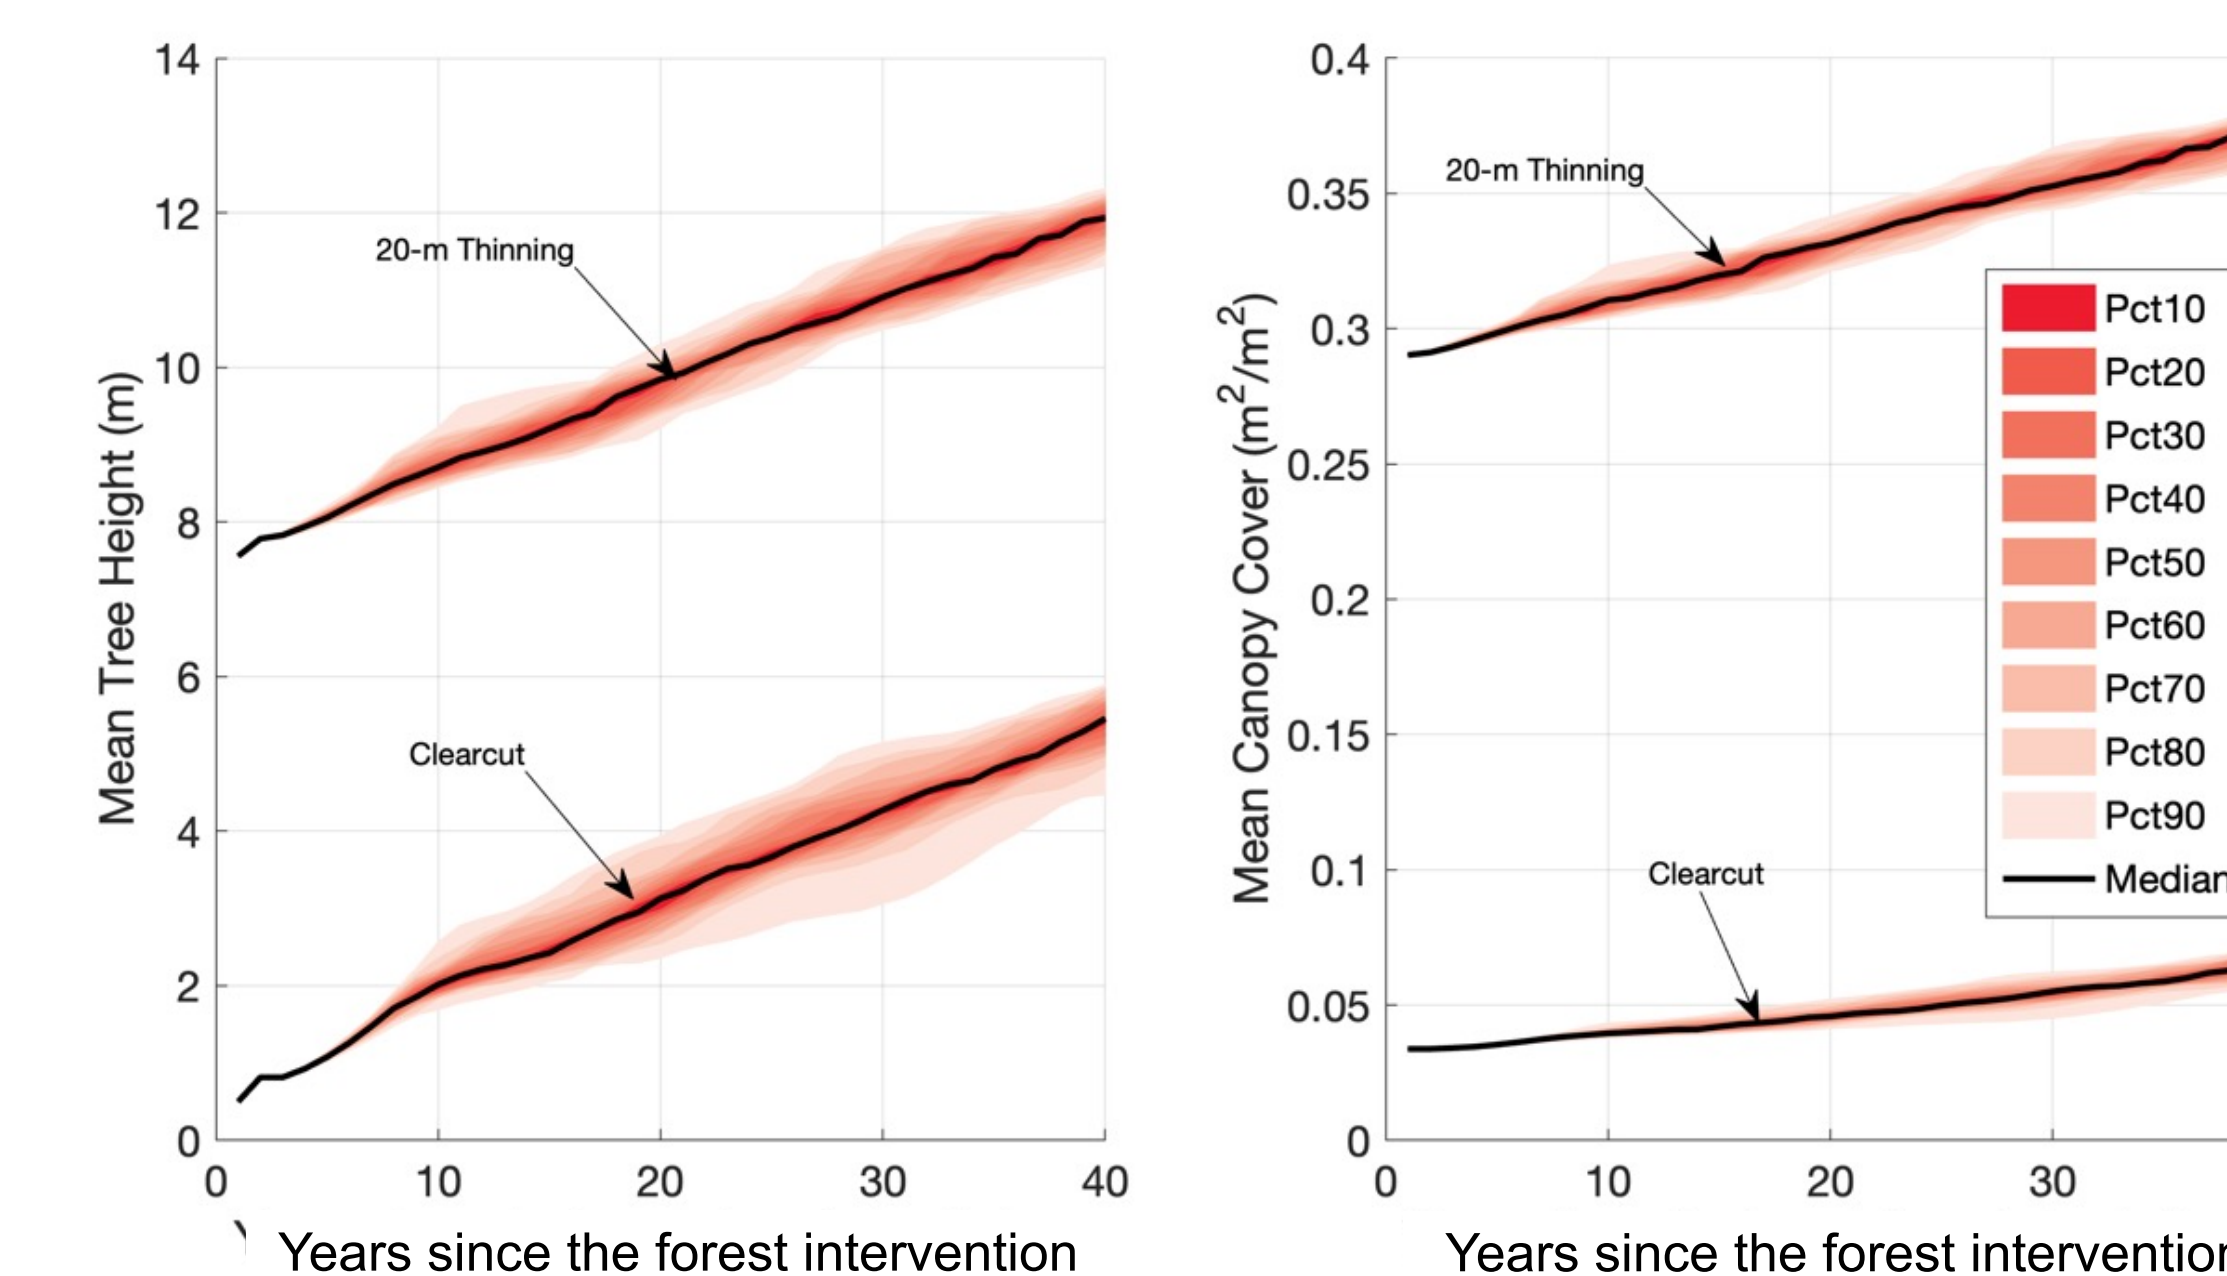 14
12
10
8
6
4
2
0
0 10 20 30 40
Mean Tree Height (m)
20-m Thinning
Clearcut
Years since the forest intervention
0.4
0.35
0.3
0.25
0.2
0.15
0.1
0.05
0
0 10 20 30
Mean Canopy Cover (m²/m²)
20-m Thinning
Clearcut
Pct10
Pct20
Pct30
Pct40
Pct50
Pct60
Pct70
Pct80
Pct90
Median
Years since the forest intervention